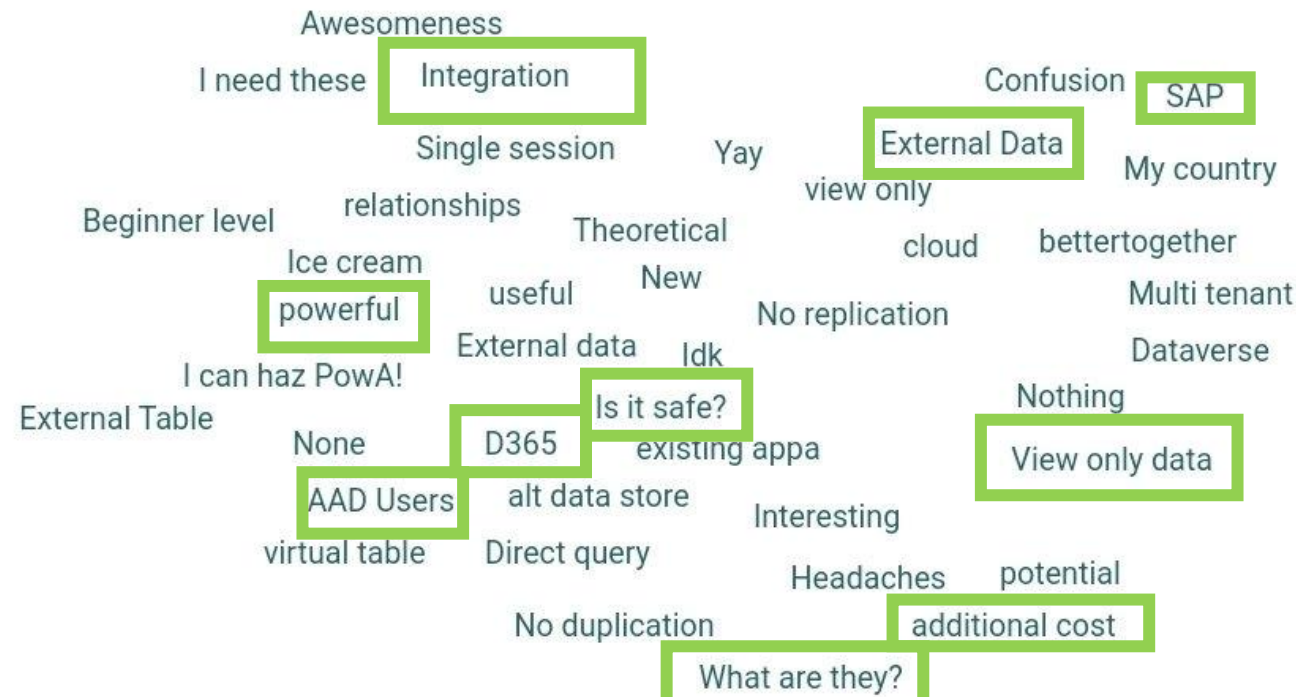 Awesomeness
I need these
Integration
Confusion
SAP
Single session
Yay
External Data
My country
view only
Beginner level
relationships
Theoretical
cloud
bettertogether
Ice cream
New
powerful
useful
No replication
Multi tenant
External data
Idk
Dataverse
I can haz PowA!
Is it safe?
Nothing
External Table
None
D365
existing appa
View only data
AAD Users
alt data store
Interesting
virtual table
Direct query
Headaches
potential
No duplication
additional cost
What are they?